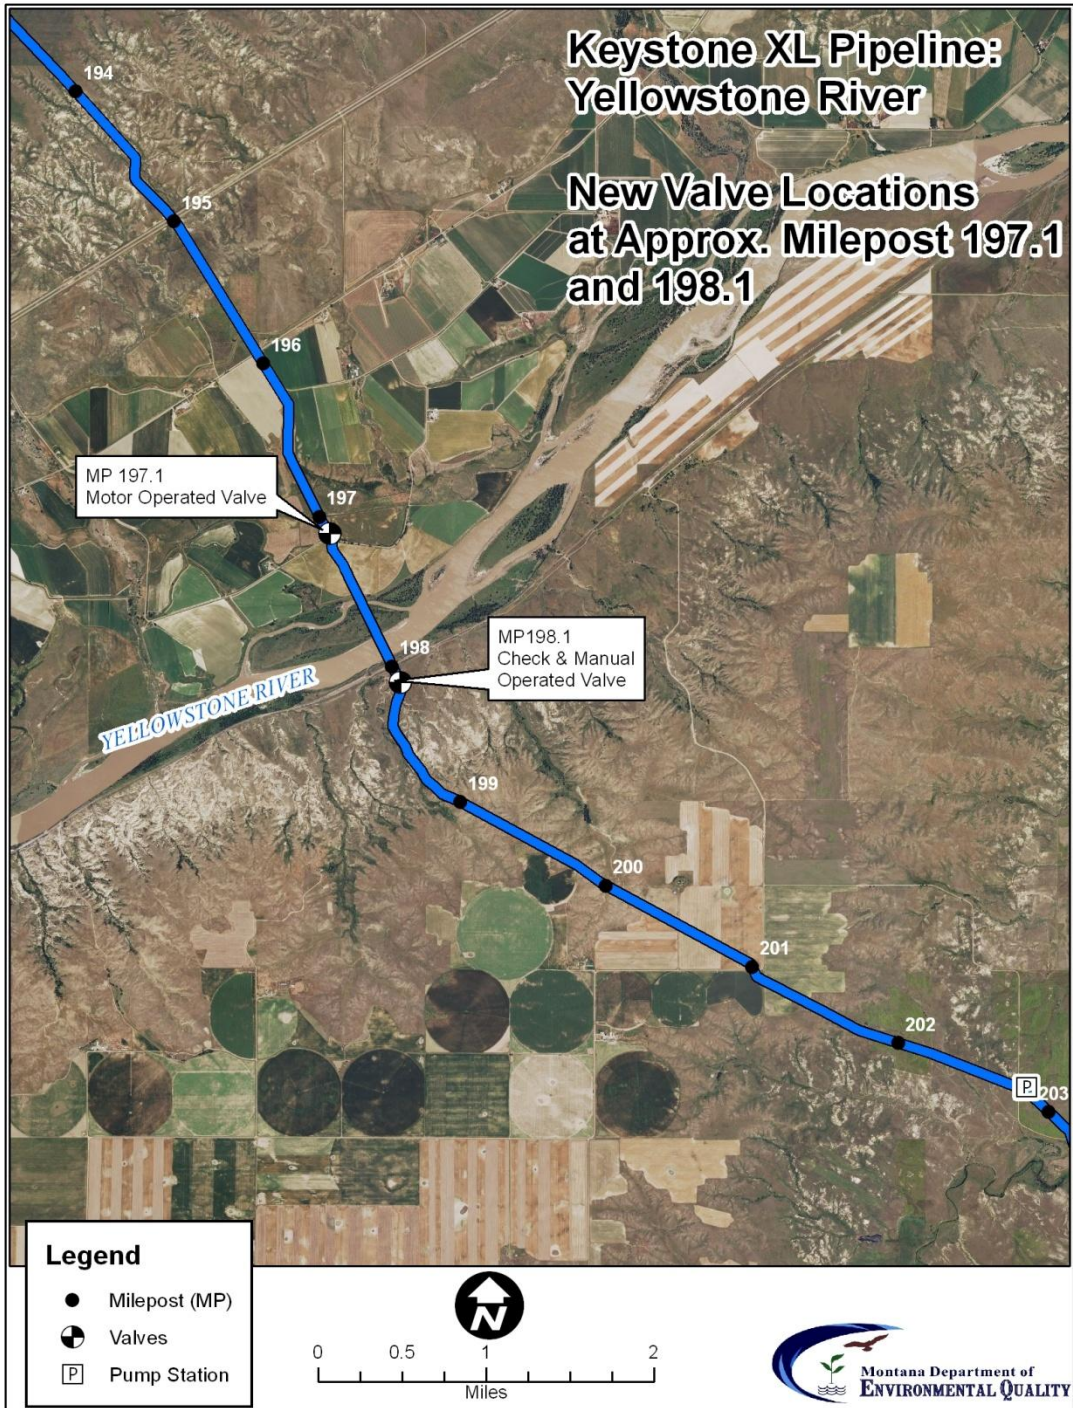 Keystone XL Pipeline:
Yellowstone River
New Valve Locations
at Approx. Milepost 197.1
and 198.1
194
195
196
MP 197.1
Motor Operated Valve
197
198
MP198.1
Check & Manual
Operated Valve
YELLOWSTONE RIVER
199
200
201
202
P
203
Legend
Milepost (MP)
Valves
P Pump Station
N
0 0.5 1 2
Miles
Montana Department of
ENVIRONMENTAL QUALITY